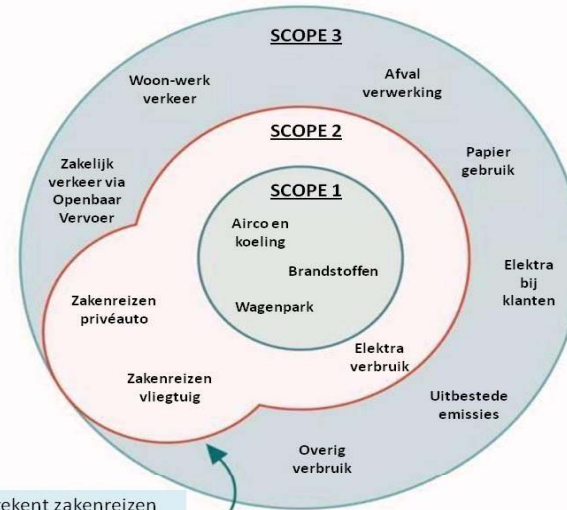 SCOPE 3
Woon-werk
verkeer
Afval
verwerking
SCOPE 2
Papier
gebruik
Zakelijk
verkeer via
Openbaar
Vervoer
SCOPE 1
Airco en
koeling
Brandstoffen
Elektra
bij
klanten
Wagenpark
Zakenreizen
privéauto
Elektra
verbruik
Zakenreizen
vliegtuig
Uitbestede
emissies
Overig
verbruik
rekent zakenreizen